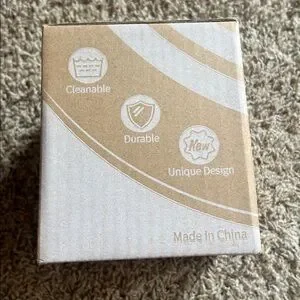 Cleanable
Durable
New
Unique Design
Made in China